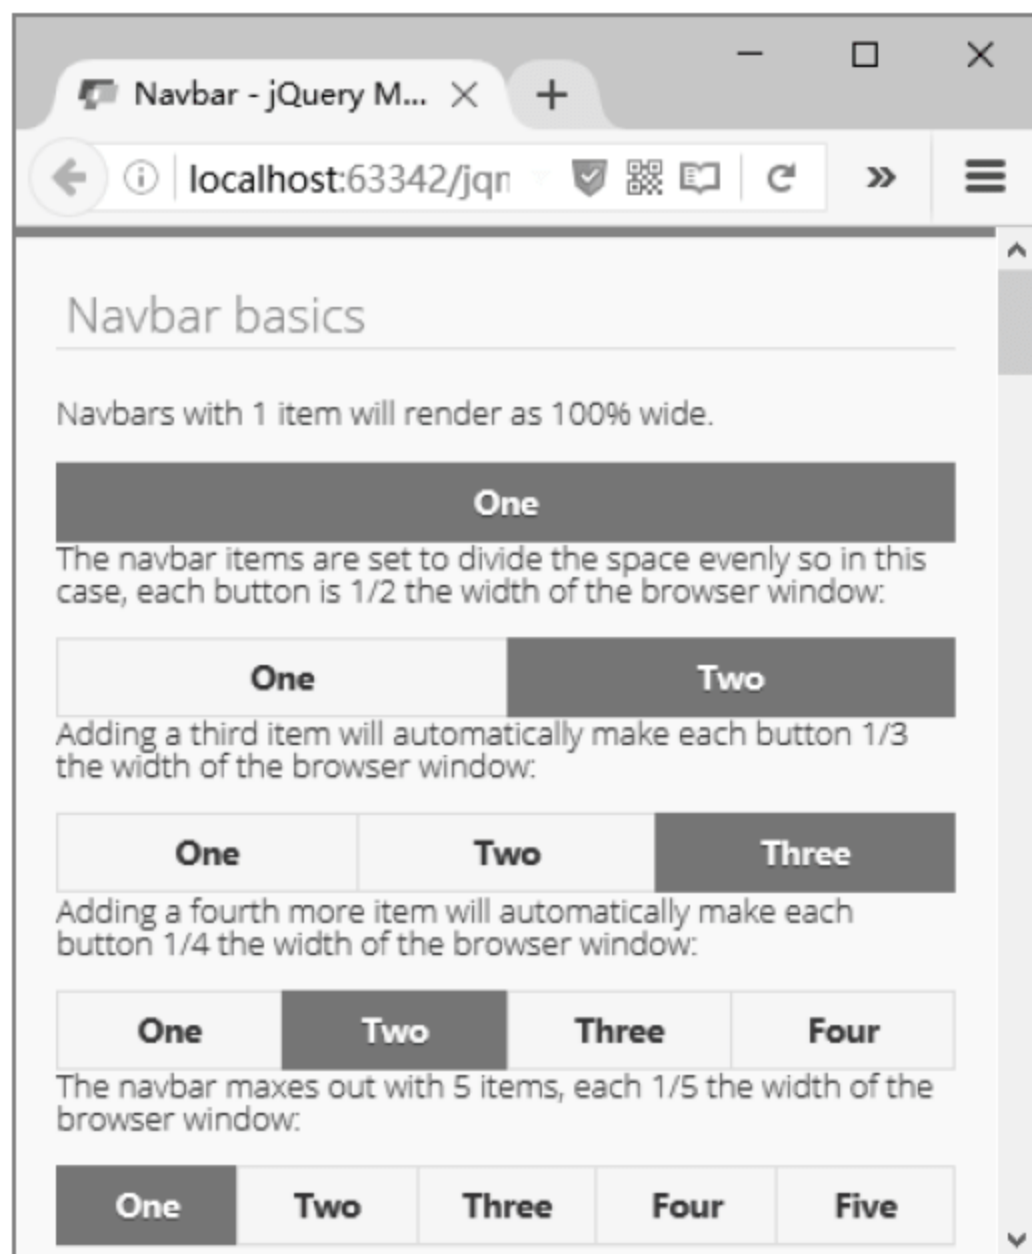 Navbar - jQuery M...
localhost:63342/jqm
Navbar basics
Navbars with 1 item will render as 100% wide.
One
The navbar items are set to divide the space evenly so in this
case, each button is 1/2 the width of the browser window:
One Two
Adding a third item will automatically make each button 1/3
the width of the browser window:
One Two Three
Adding a fourth more item will automatically make each
button 1/4 the width of the browser window:
One Two Three Four
The navbar maxes out with 5 items, each 1/5 the width of the
browser window:
One Two Three Four Five